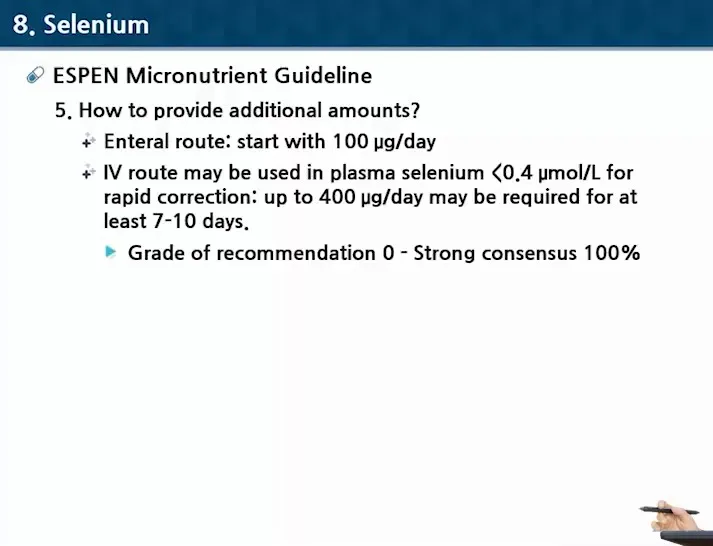 8. Selenium
ESPEN Micronutrient Guideline
5. How to provide additional amounts?
Enteral route: start with 100 µg/day
IV route may be used in plasma selenium <0.4 µmol/L for
rapid correction: up to 400 µg/day may be required for at
least 7-10 days.
Grade of recommendation 0 - Strong consensus 100%